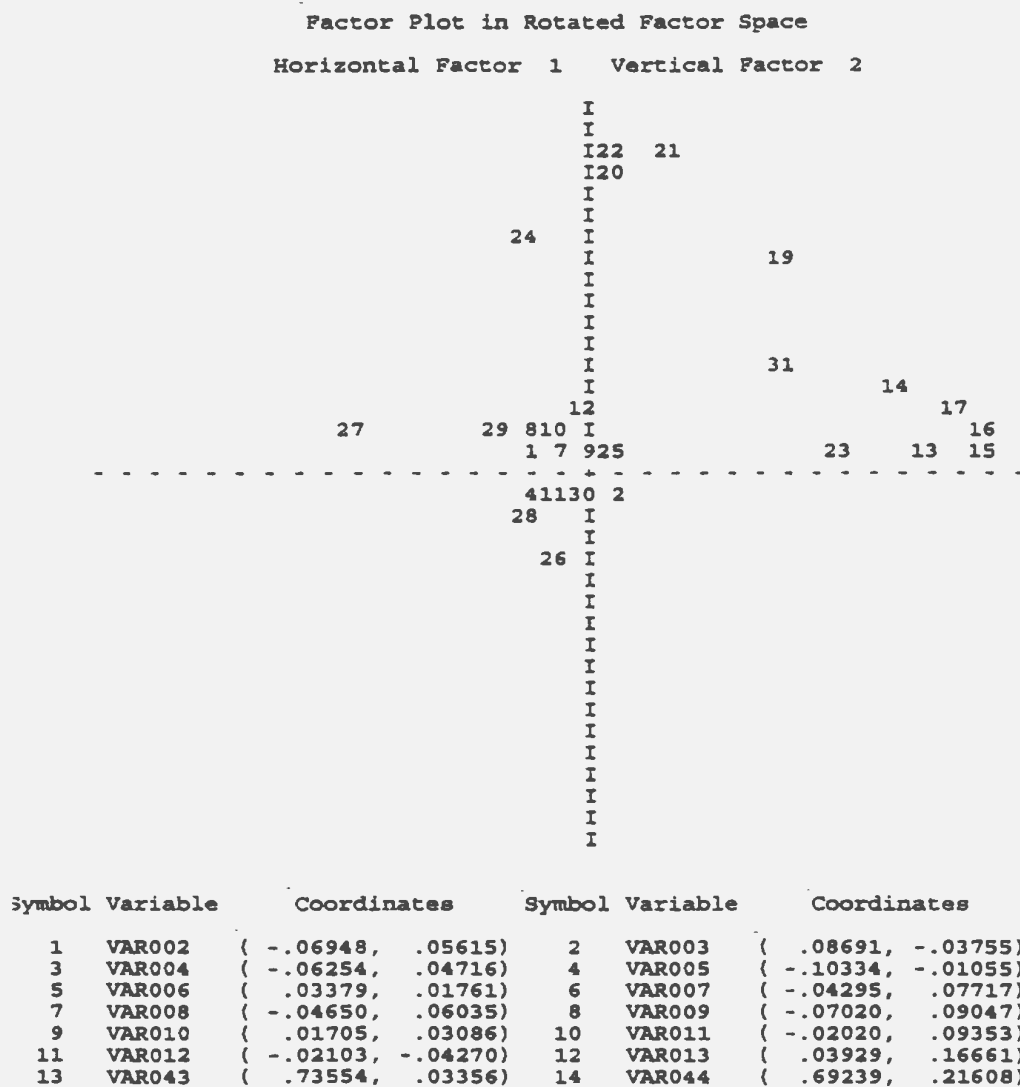 Factor Plot in Rotated Factor Space
Horizontal Factor 1 Vertical Factor 2
I
I
I22 21
I20
I
I
24 I
I 19
I
I
I
I
I 31
I 14
12 17
27 29 810 I 16
1 7 925 23 13 15
- - - - - - - - - - - - - - - - - + - - - - - - - - - - - - - - -
41130 2
28 I
I
26 I
I
I
I
I
I
I
I
I
I
I
I
I
I
Symbol Variable Coordinates Symbol Variable Coordinates
1 VAR002 ( -.06948, .05615) 2 VAR003 ( .08691, -.03755)
3 VAR004 ( -.06254, .04716) 4 VAR005 ( -.10334, -.01055)
5 VAR006 ( .03379, .01761) 6 VAR007 ( -.04295, .07717)
7 VAR008 ( -.04650, .06035) 8 VAR009 ( -.07020, .09047)
9 VAR010 ( .01705, .03086) 10 VAR011 ( -.02020, .09353)
11 VAR012 ( -.02103, -.04270) 12 VAR013 ( .03929, .16661)
13 VAR043 ( .73554, .03356) 14 VAR044 ( .69239, .21608)